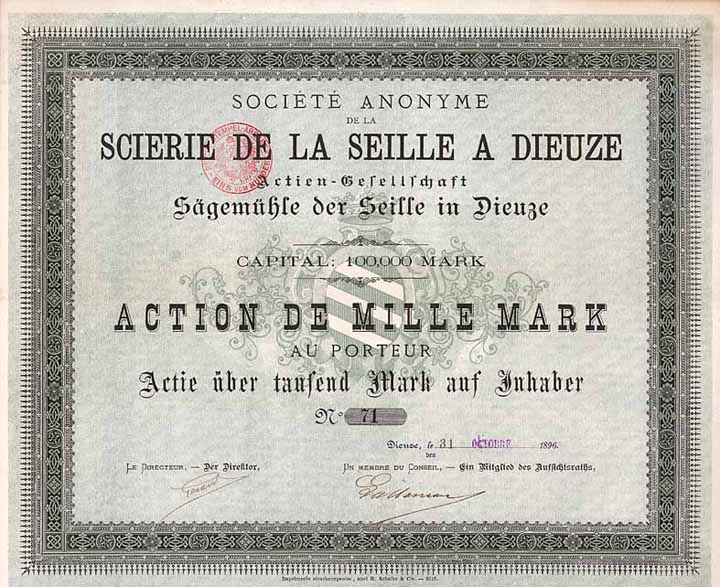 SOCIÉTÉ ANONYME
DE LA
SCIERIE DE LA SEILLE A DIEUZE
Actien-Gesellschaft
Sägemühle der Seille in Dieuze
CAPITAL: 100,000 MARK
ACTION DE MILLE MARK
AU PORTEUR
Actie über tausend Mark auf Inhaber
No 71
Dieuze, le 31 OCTOBRE 1896.
des
LE DIRECTEUR, — Der Direktor,
UN MEMBRE DU CONSEIL, — Ein Mitglied des Aufsichtsraths,
Imprimerie